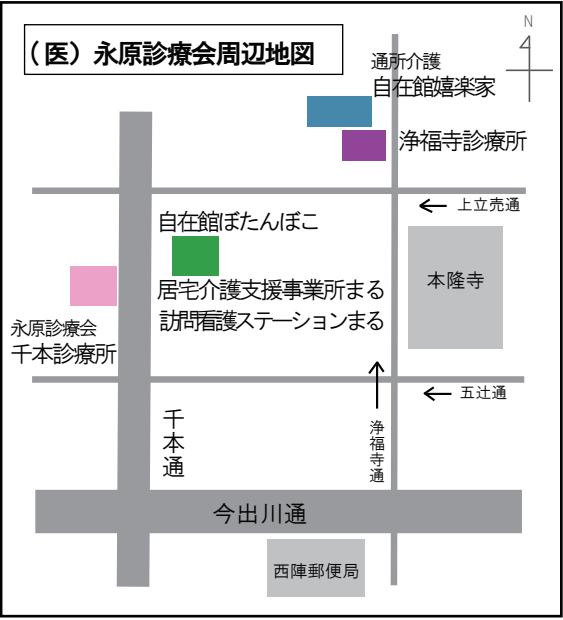 （医）永原診療会周辺地図
N
通所介護
自在館嬉楽家
浄福寺診療所
上立売通
自在館ぼたんぼこ
本隆寺
居宅介護支援事業所まる
訪問看護ステーションまる
永原診療会
千本診療所
五辻通
千本通
浄福寺通
今出川通
西陣郵便局